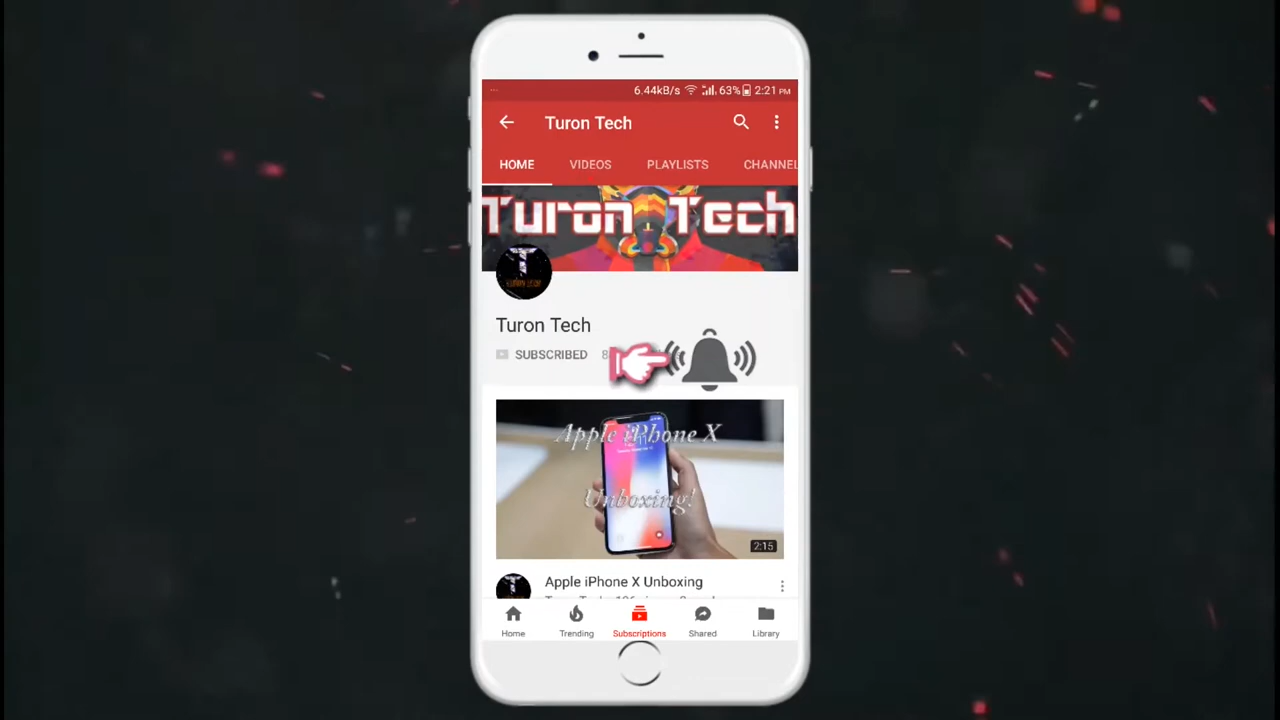 6.44kB/s 63% 2:21 PM
Turon Tech
HOME VIDEOS PLAYLISTS CHANNEL
Turon Tech
Turon Tech
SUBSCRIBED 8
Apple iPhone X
Unboxing!
2:15
Apple iPhone X Unboxing
Home Trending Subscriptions Shared Library